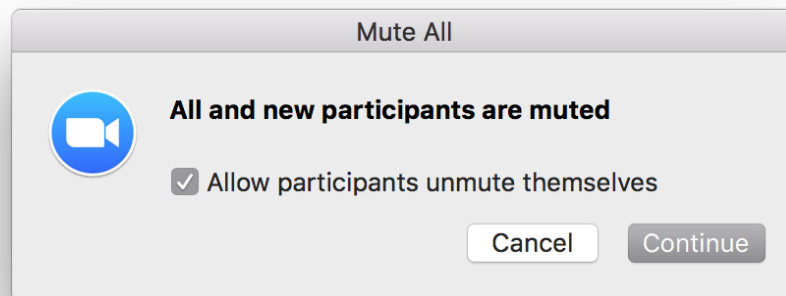 Mute All
All and new participants are muted
Allow participants unmute themselves
Cancel Continue